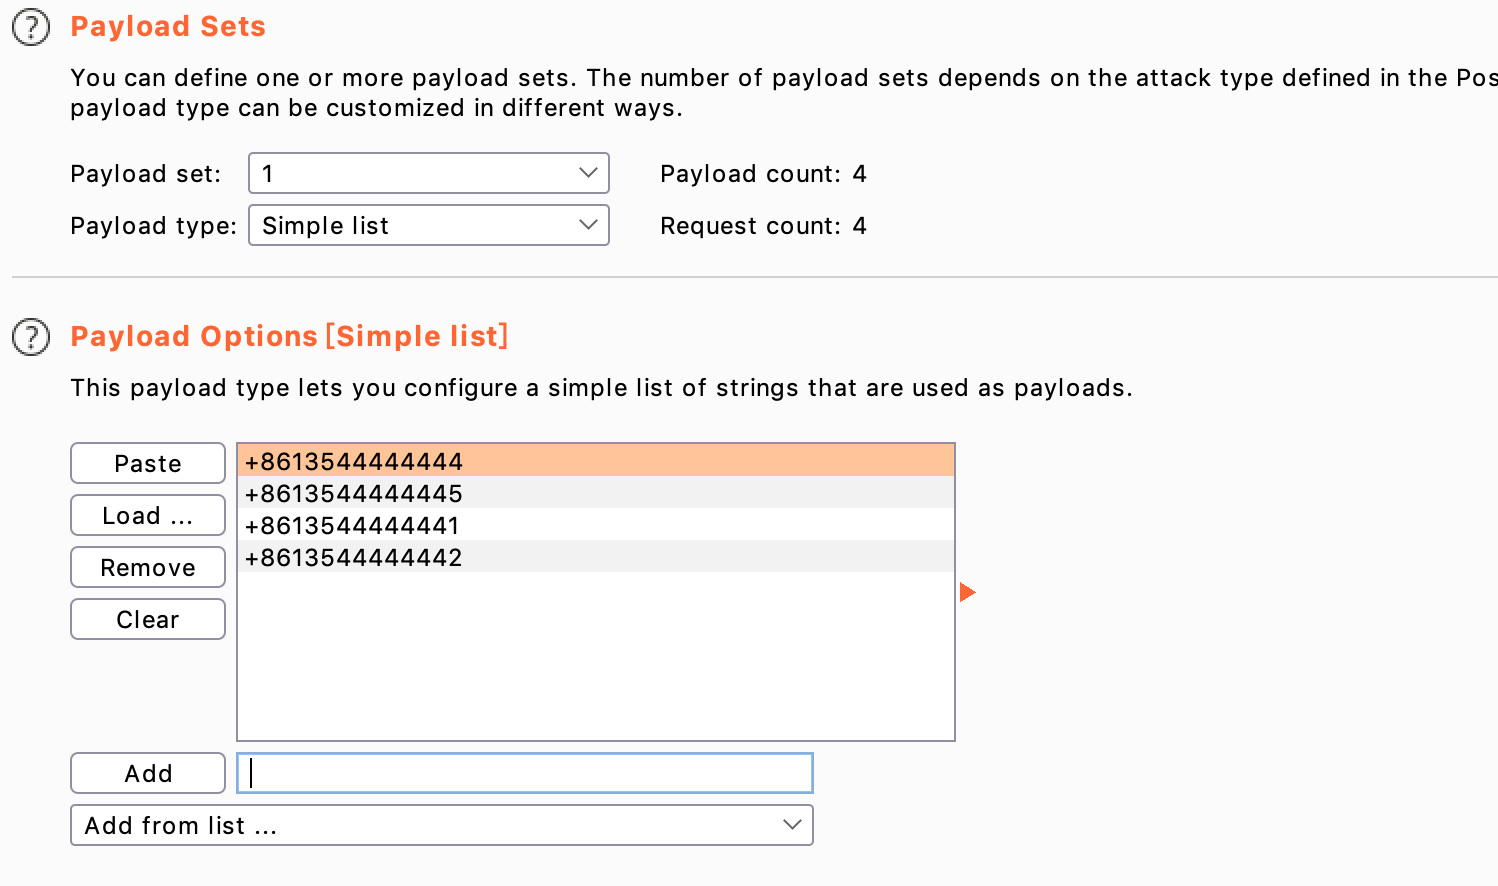 Payload Sets
You can define one or more payload sets. The number of payload sets depends on the attack type defined in the Pos
payload type can be customized in different ways.
Payload set: 1 Payload count: 4
Payload type: Simple list Request count: 4
Payload Options [Simple list]
This payload type lets you configure a simple list of strings that are used as payloads.
Paste
Load ...
Remove
Clear
+8613544444444
+8613544444445
+8613544444441
+8613544444442
Add
Add from list ...